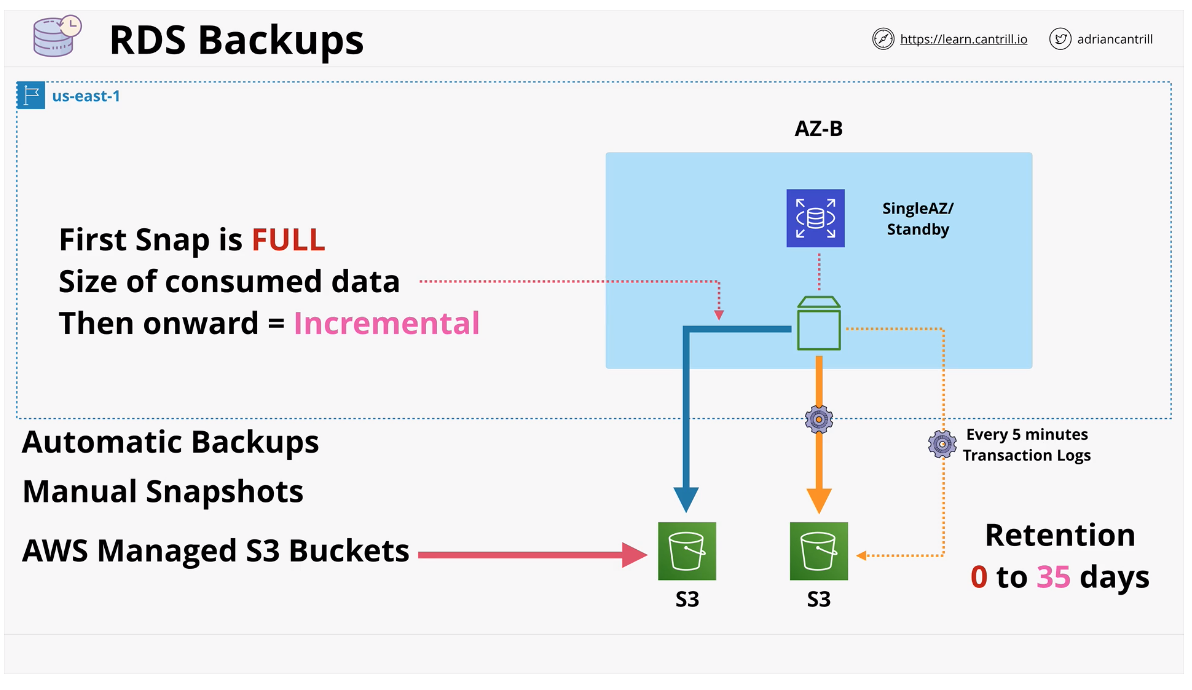 RDS Backups
https://learn.cantrill.io
adriancantrill
us-east-1
AZ-B
SingleAZ/
Standby
First Snap is FULL
Size of consumed data
Then onward = Incremental
Automatic Backups
Manual Snapshots
AWS Managed S3 Buckets
Every 5 minutes
Transaction Logs
Retention
0 to 35 days
S3
S3